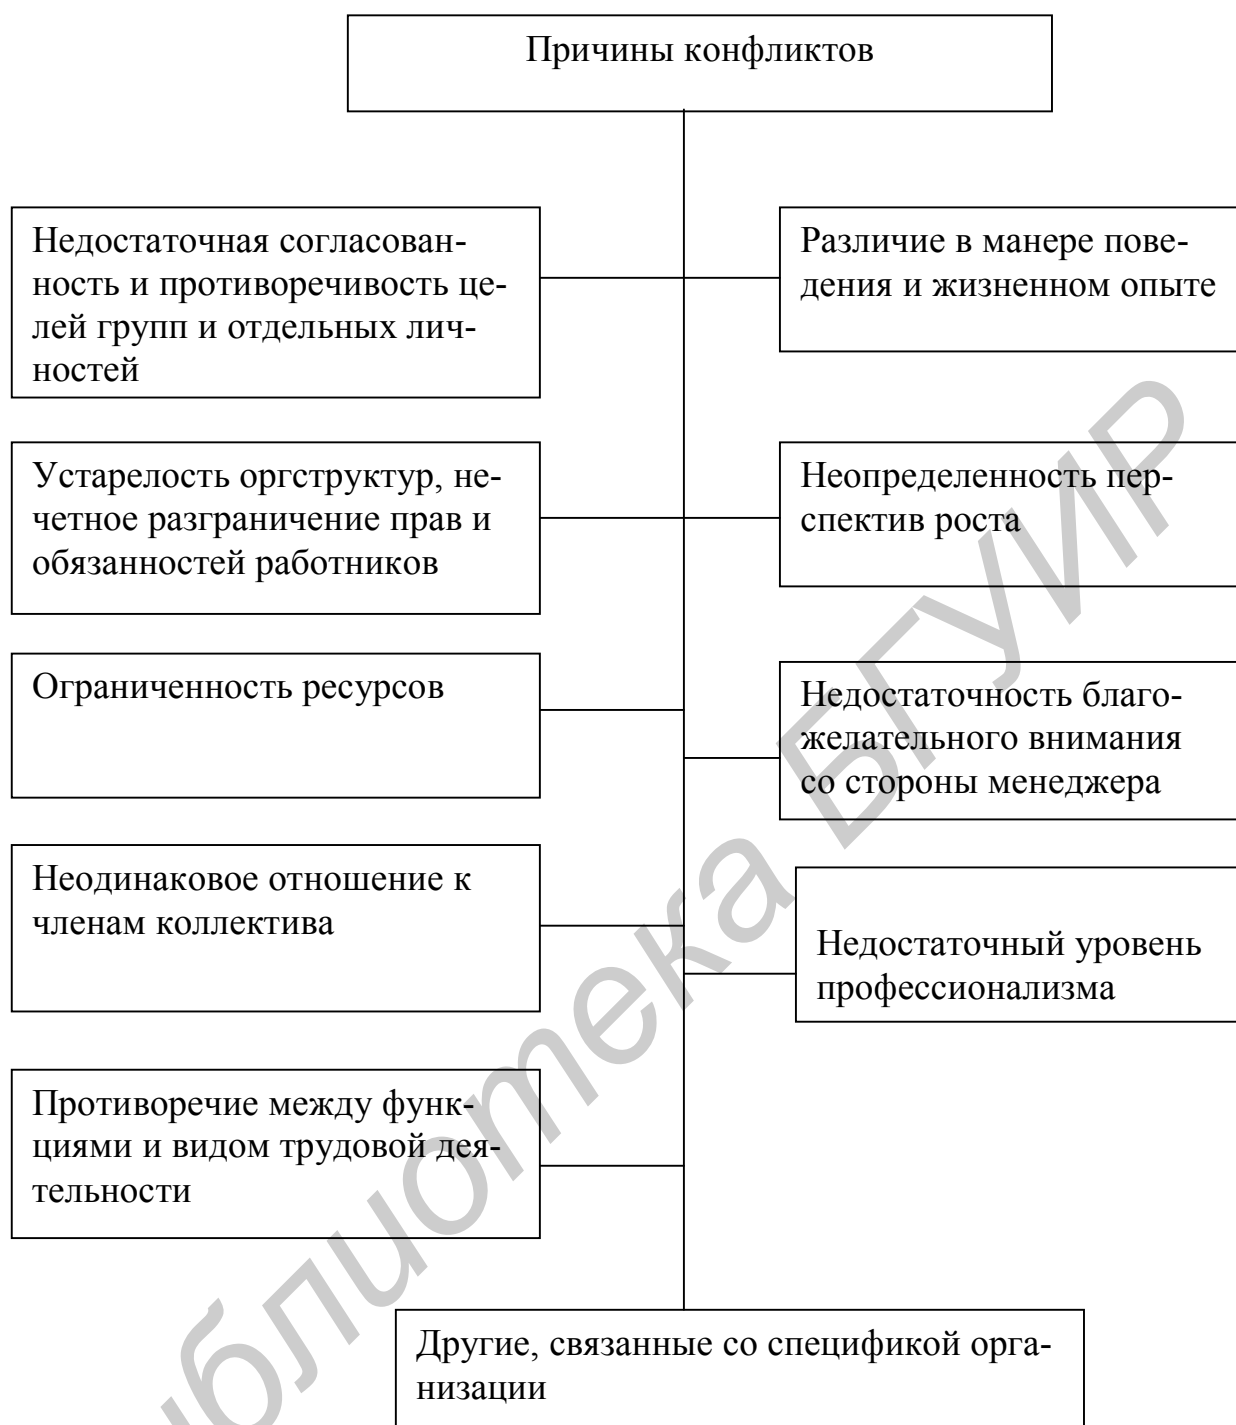 Причины конфликтов
Недостаточная согласован-
ность и противоречивость це-
лей групп и отдельных лич-
ностей
Различие в манере пове-
дения и жизненном опыте
Устарелость оргструктур, не-
четное разграничение прав и
обязанностей работников
Неопределенность пер-
спектив роста
Ограниченность ресурсов
Недостаточность благо-
желательного внимания
со стороны менеджера
Неодинаковое отношение к
членам коллектива
Недостаточный уровень
профессионализма
Противоречие между функ-
циями и видом трудовой дея-
тельности
Другие, связанные со спецификой орга-
низации
блиотека БГУИР